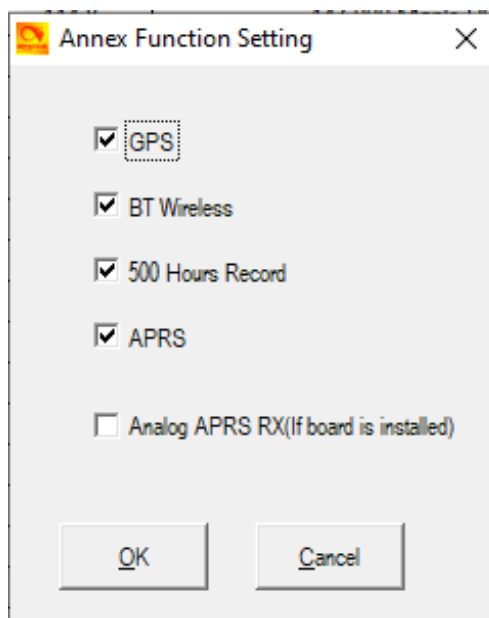 Annex Function Setting
GPS
BT Wireless
500 Hours Record
APRS
Analog APRS RX(If board is installed)
OK
Cancel